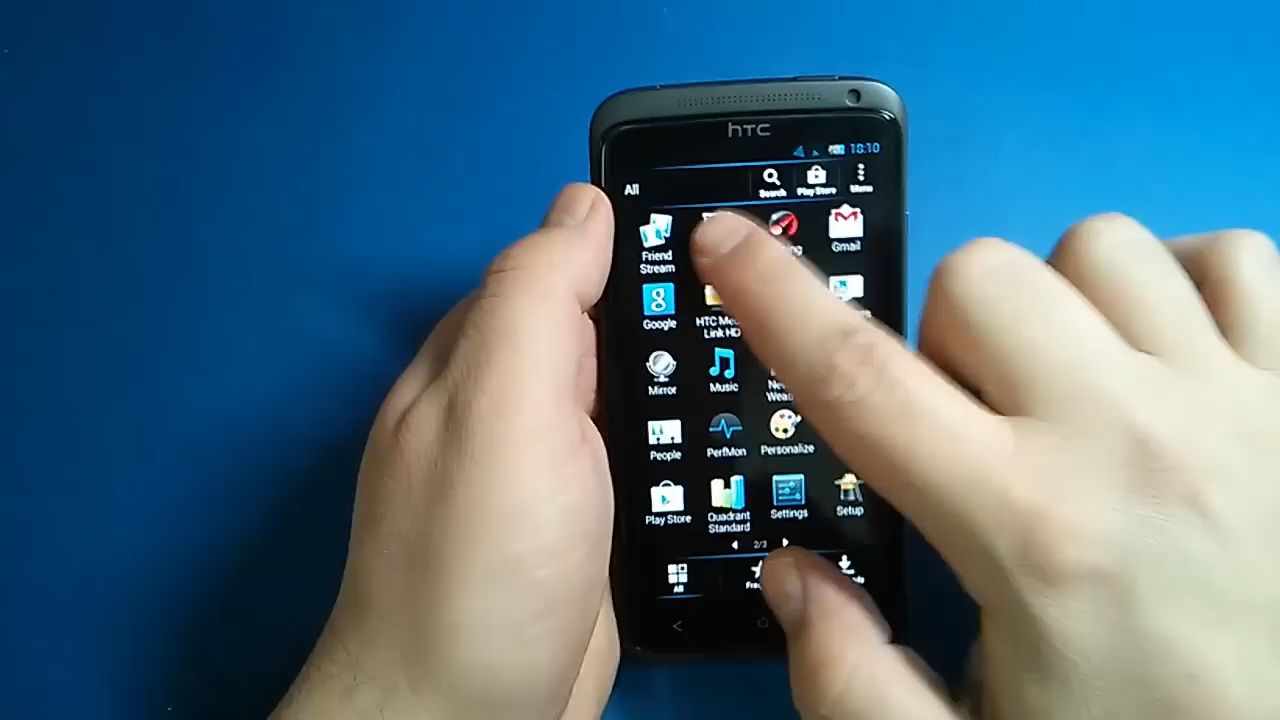 hTC
18:10
All
Search
Play Store
Menu
Friend
Stream
Gmail
Google
HTC
Link HD
Mirror
Music
People
PerfMon
Personalize
Play Store
Quadrant
Standard
Settings
Setup
2/3
All